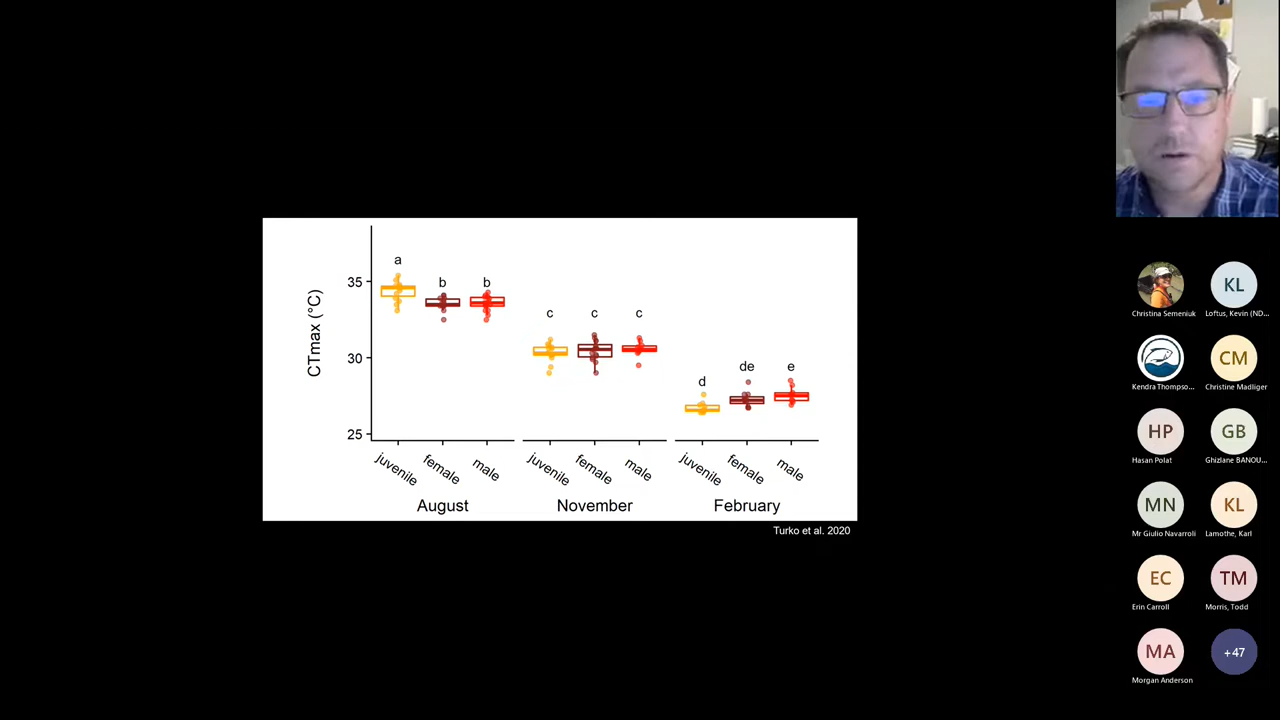 a
b
b
c
c
c
d
de
e
35
30
25
CTmax (°C)
juvenile
female
male
juvenile
female
male
juvenile
female
male
August
November
February
Turko et al. 2020
KL
Christina Semeniuk
Loftus, Kevin (ND...
CM
Kendra Thompso...
Christine Madliger
HP
GB
Hasan Polat
Ghizlane BANOU...
MN
KL
Mr Giulio Navarroli
Lamothe, Karl
EC
TM
Erin Carroll
Morris, Todd
MA
+47
Morgan Anderson